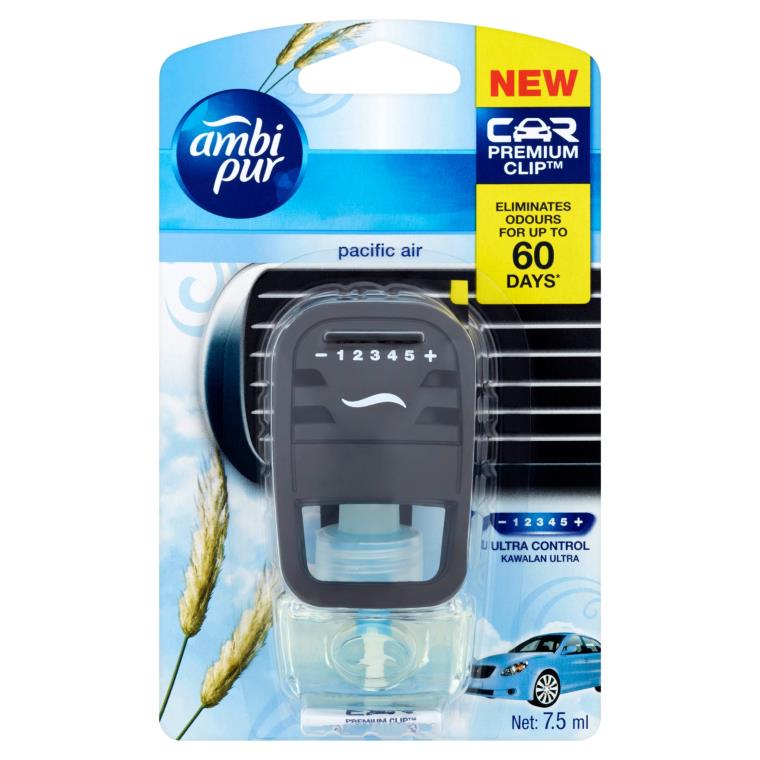 ambi
pur
NEW
CAR
PREMIUM
CLIP™
ELIMINATES
ODOURS
FOR UP TO
60
DAYS*
pacific air
− 1 2 3 4 5 +
− 1 2 3 4 5 +
ULTRA CONTROL
KAWALAN ULTRA
CAR
PREMIUM CLIP™
Net: 7.5 ml